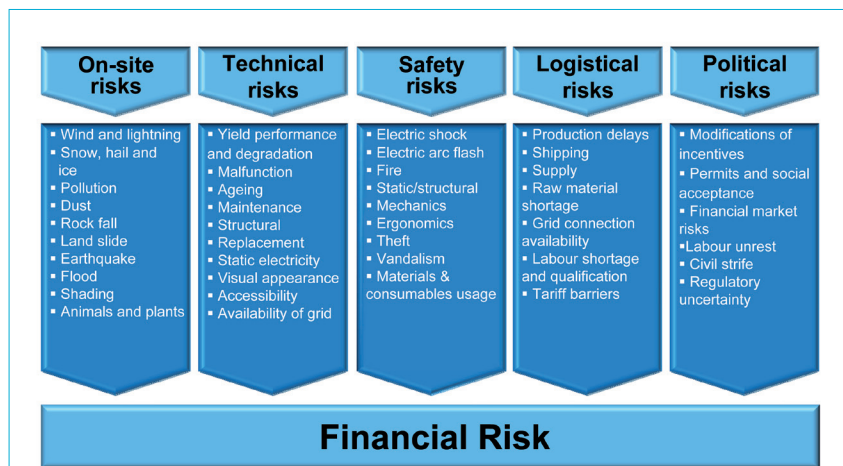 On-site
risks
▪ Wind and lightning
▪ Snow, hail and
ice
▪ Pollution
▪ Dust
▪ Rock fall
▪ Land slide
▪ Earthquake
▪ Flood
▪ Shading
▪ Animals and plants
Technical
risks
▪ Yield performance
and degradation
▪ Malfunction
▪ Ageing
▪ Maintenance
▪ Structural
▪ Replacement
▪ Static electricity
▪ Visual appearance
▪ Accessibility
▪ Availability of grid
Safety
risks
▪ Electric shock
▪ Electric arc flash
▪ Fire
▪ Static/structural
▪ Mechanics
▪ Ergonomics
▪ Theft
▪ Vandalism
▪ Materials &
consumables usage
Logistical
risks
▪ Production delays
▪ Shipping
▪ Supply
▪ Raw material
shortage
▪ Grid connection
availability
▪ Labour shortage
and qualification
▪ Tariff barriers
Political
risks
▪ Modifications of
incentives
▪ Permits and social
acceptance
▪ Financial market
risks
▪Labour unrest
▪ Civil strife
▪ Regulatory
uncertainty
Financial Risk